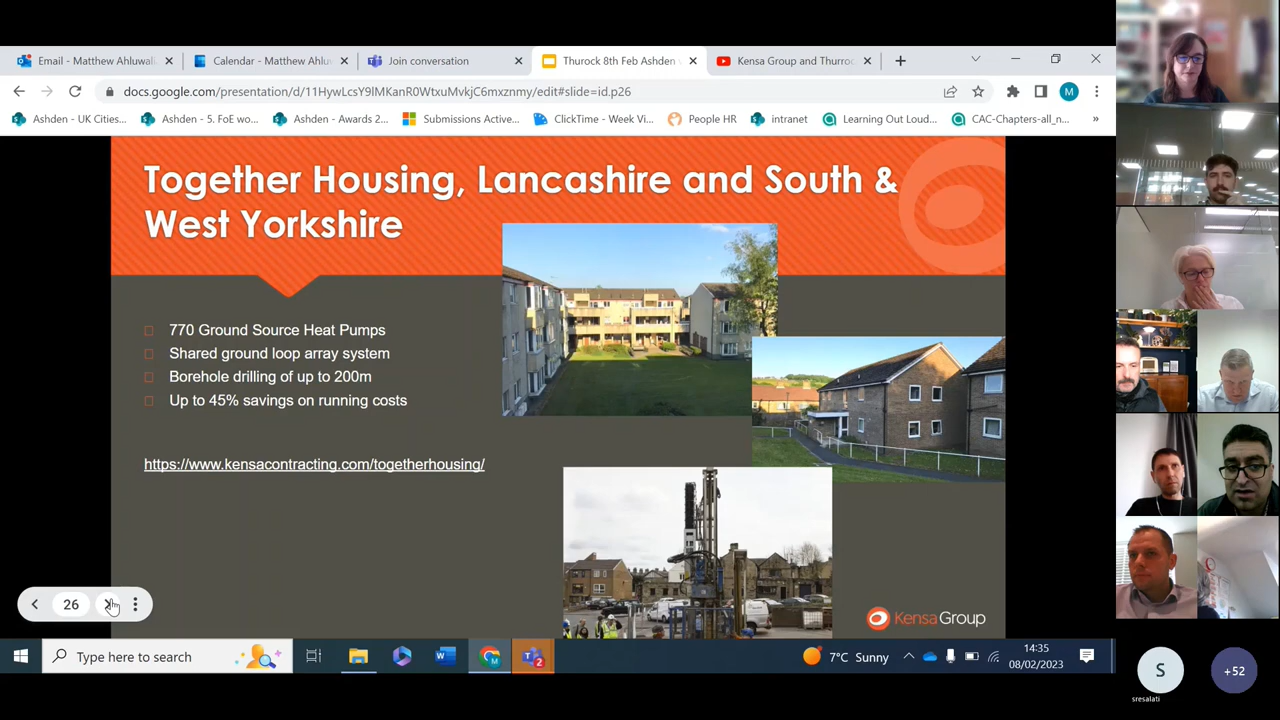 Email - Matthew Ahluwal
Calendar - Matthew Ahluw
Join conversation
Thurock 8th Feb Ashden
Kensa Group and Thurro
docs.google.com/presentation/d/11HywLcsY9lMKanR0WtxuMvkjC6mxznmy/edit#slide=id.p26
M
Ashden - UK Cities...
Ashden - 5. FoE wo...
Ashden - Awards 2...
Submissions Active...
ClickTime - Week Vi...
People HR
intranet
Learning Out Loud...
CAC-Chapters-all_n...
Together Housing, Lancashire and South &
West Yorkshire
770 Ground Source Heat Pumps
Shared ground loop array system
Borehole drilling of up to 200m
Up to 45% savings on running costs
https://www.kensacontracting.com/togetherhousing/
26
KensaGroup
Type here to search
2
7°C Sunny
14:35
08/02/2023
S
sresalati
+52